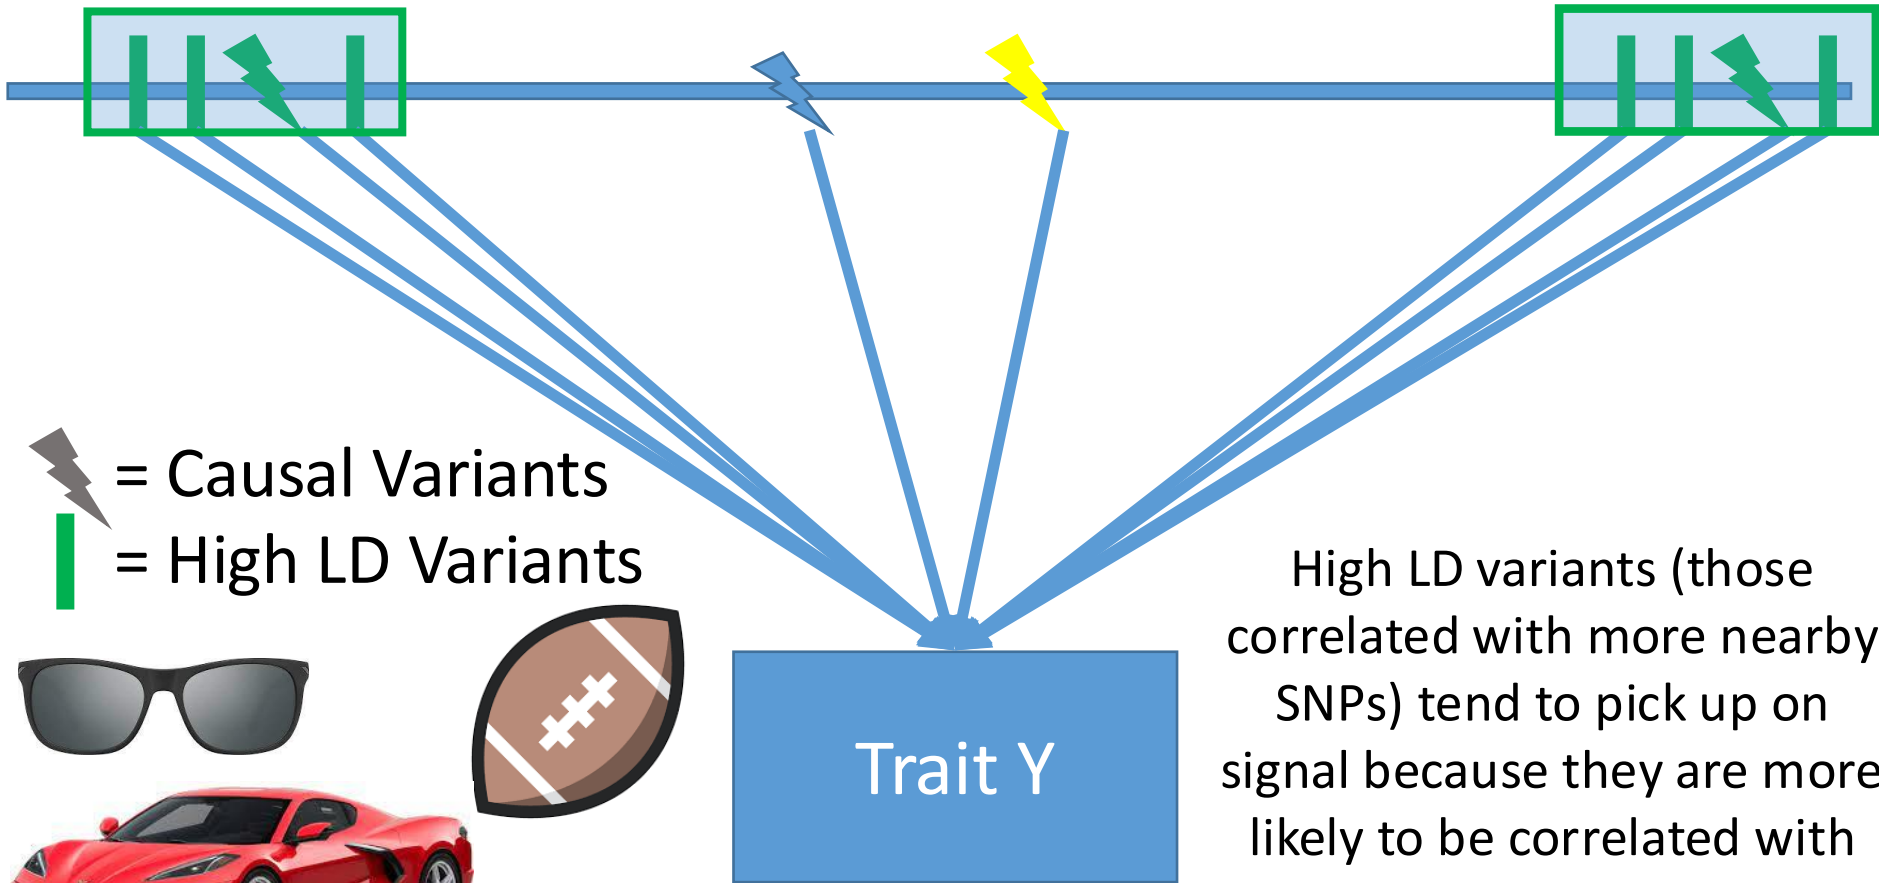 = Causal Variants
= High LD Variants
Trait Y
High LD variants (those
correlated with more nearby
SNPs) tend to pick up on
signal because they are more
likely to be correlated with